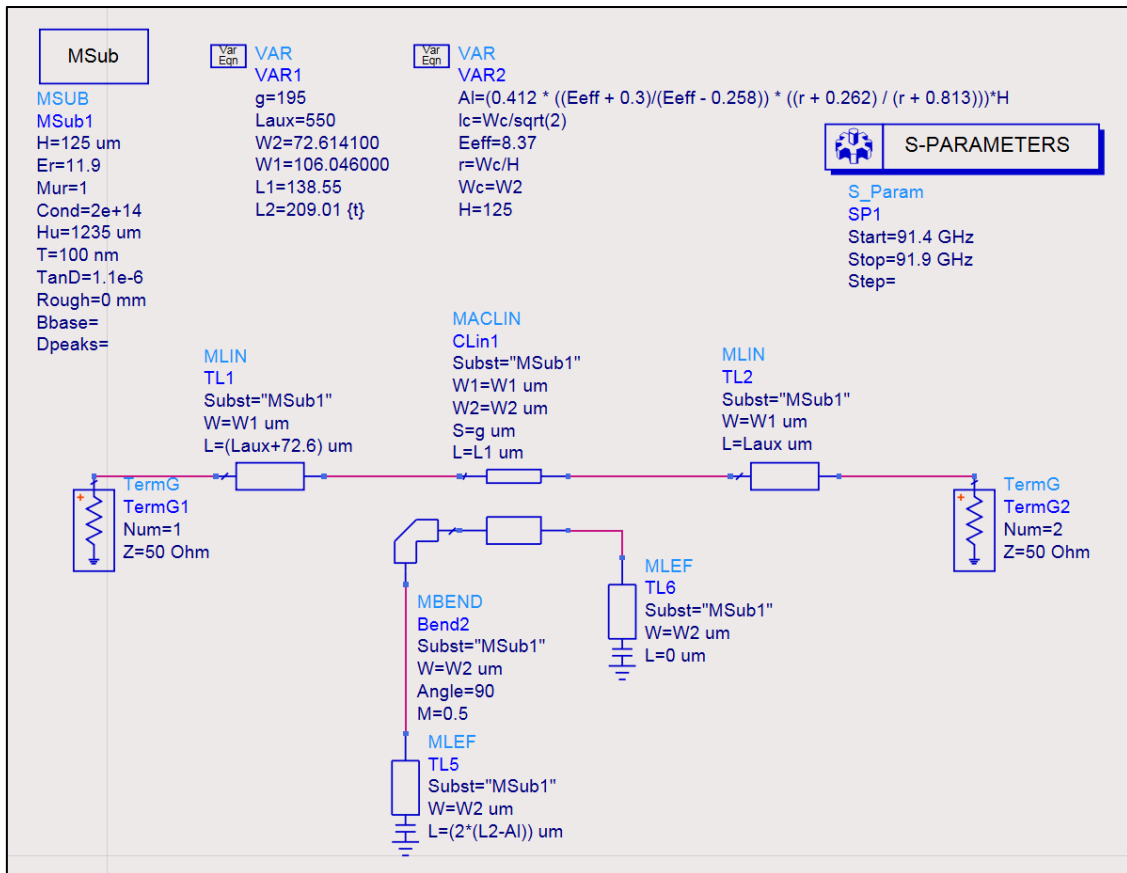 MSub
MSUB
MSub1
H=125 um
Er=11.9
Mur=1
Cond=2e+14
Hu=1235 um
T=100 nm
TanD=1.1e-6
Rough=0 mm
Bbase=
Dpeaks=
Var
Eqn
VAR
VAR1
g=195
Laux=550
W2=72.614100
W1=106.046000
L1=138.55
L2=209.01 {t}
Var
Eqn
VAR
VAR2
Al=(0.412 * ((Eeff + 0.3)/(Eeff - 0.258)) * ((r + 0.262) / (r + 0.813)))*H
lc=Wc/sqrt(2)
Eeff=8.37
r=Wc/H
Wc=W2
H=125
S-PARAMETERS
S_Param
SP1
Start=91.4 GHz
Stop=91.9 GHz
Step=
MLIN
TL1
Subst="MSub1"
W=W1 um
L=(Laux+72.6) um
MACLIN
CLin1
Subst="MSub1"
W1=W1 um
W2=W2 um
S=g um
L=L1 um
MLIN
TL2
Subst="MSub1"
W=W1 um
L=Laux um
+
TermG
TermG1
Num=1
Z=50 Ohm
+
TermG
TermG2
Num=2
Z=50 Ohm
MBEND
Bend2
Subst="MSub1"
W=W2 um
Angle=90
M=0.5
MLEF
TL6
Subst="MSub1"
W=W2 um
L=0 um
MLEF
TL5
Subst="MSub1"
W=W2 um
L=(2*(L2-Al)) um